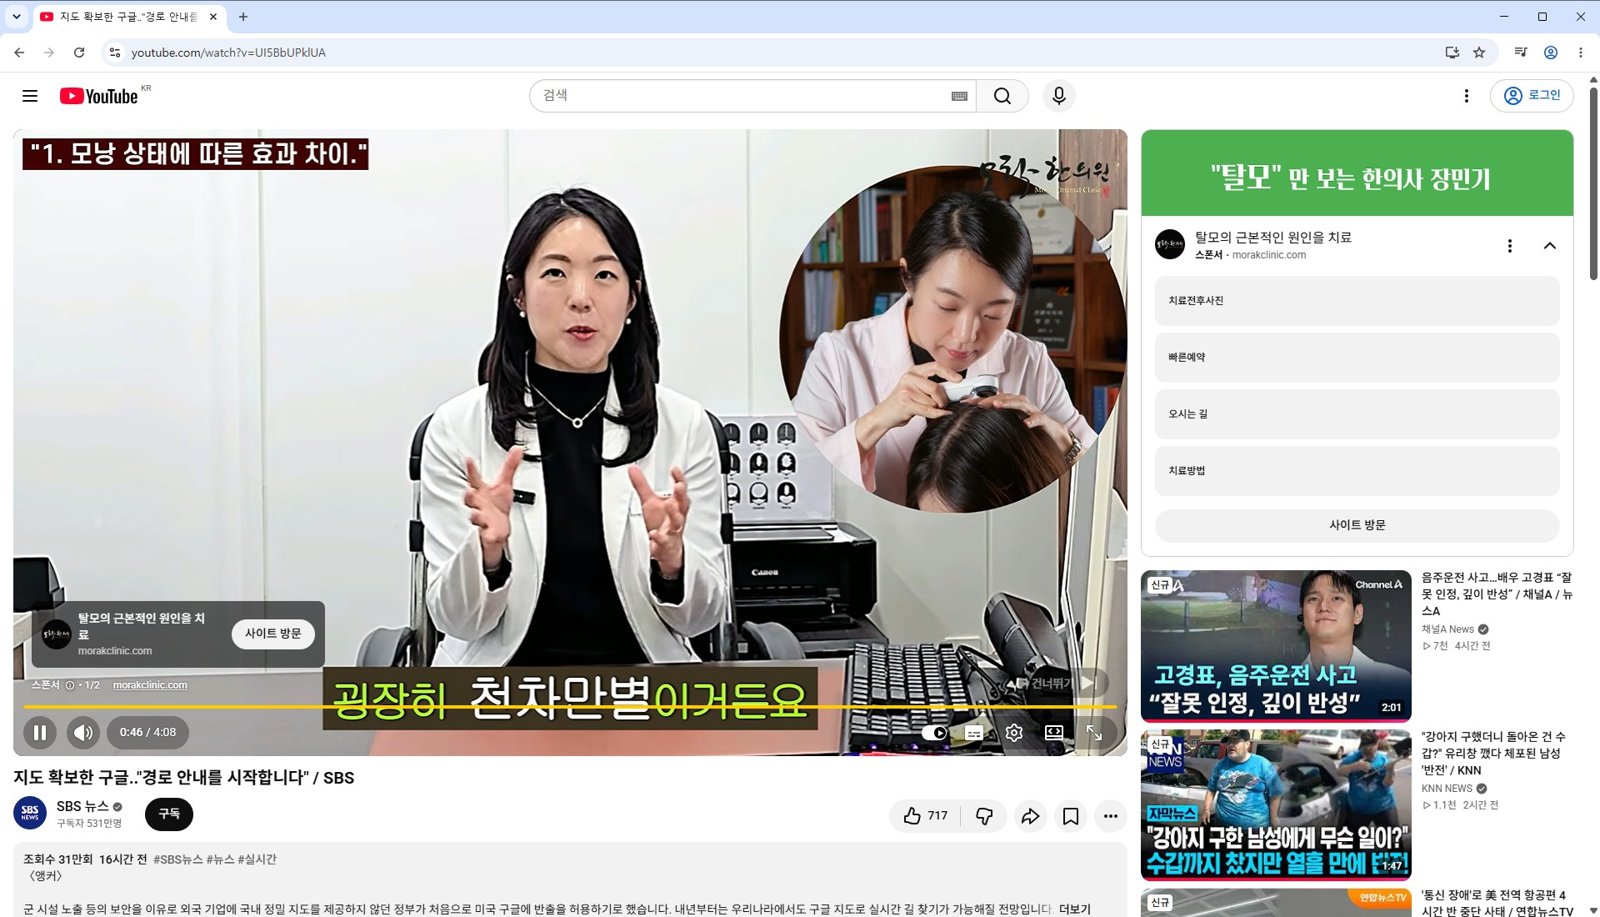 지도 확보한 구글.."경로 안내를
youtube.com/watch?v=UI5BbUPklUA
YouTube KR
검색
로그인
"1. 모낭 상태에 따른 효과 차이."
모락 한의원
Canon
탈모의 근본적인 원인을 치
료
morakclinic.com
사이트 방문
스폰서 · 1/2 morakclinic.com
굉장히 천차만별이거든요
건너뛰기
0:46 / 4:08
지도 확보한 구글.."경로 안내를 시작합니다" / SBS
SBS NEWS
SBS 뉴스
구독자 531만명
구독
717
조회수 31만회 16시간 전 #SBS뉴스 #뉴스 #실시간
〈앵커〉
군 시설 노출 등의 보안을 이유로 외국 기업에 국내 정밀 지도를 제공하지 않던 정부가 처음으로 미국 구글에 반출을 허용하기로 했습니다. 내년부터는 우리나라에서도 구글 지도로 실시간 길 찾기가 가능해질 전망입니다. 더보기
"탈모" 만 보는 한의사 장민기
탈모의 근본적인 원인을 치료
스폰서 · morakclinic.com
치료전후사진
빠른예약
오시는 길
치료방법
사이트 방문
신규
Channel A
고경표, 음주운전 사고
"잘못 인정, 깊이 반성"
2:01
음주운전 사고...배우 고경표 "잘
못 인정, 깊이 반성" / 채널A / 뉴
스A
채널A News
7천 4시간 전
신규
NEWS
자막뉴스
"강아지 구한 남성에게 무슨 일이?"
수갑까지 찼지만 열흘 만에 반전!
1:47
"강아지 구했더니 돌아온 건 수
갑?" 유리창 깼다 체포된 남성
'반전' / KNN
KNN NEWS
1.1천 2시간 전
신규
연합뉴스TV
'통신 장애'로 美 전역 항공편 4
시간 반 중단 사태 / 연합뉴스TV